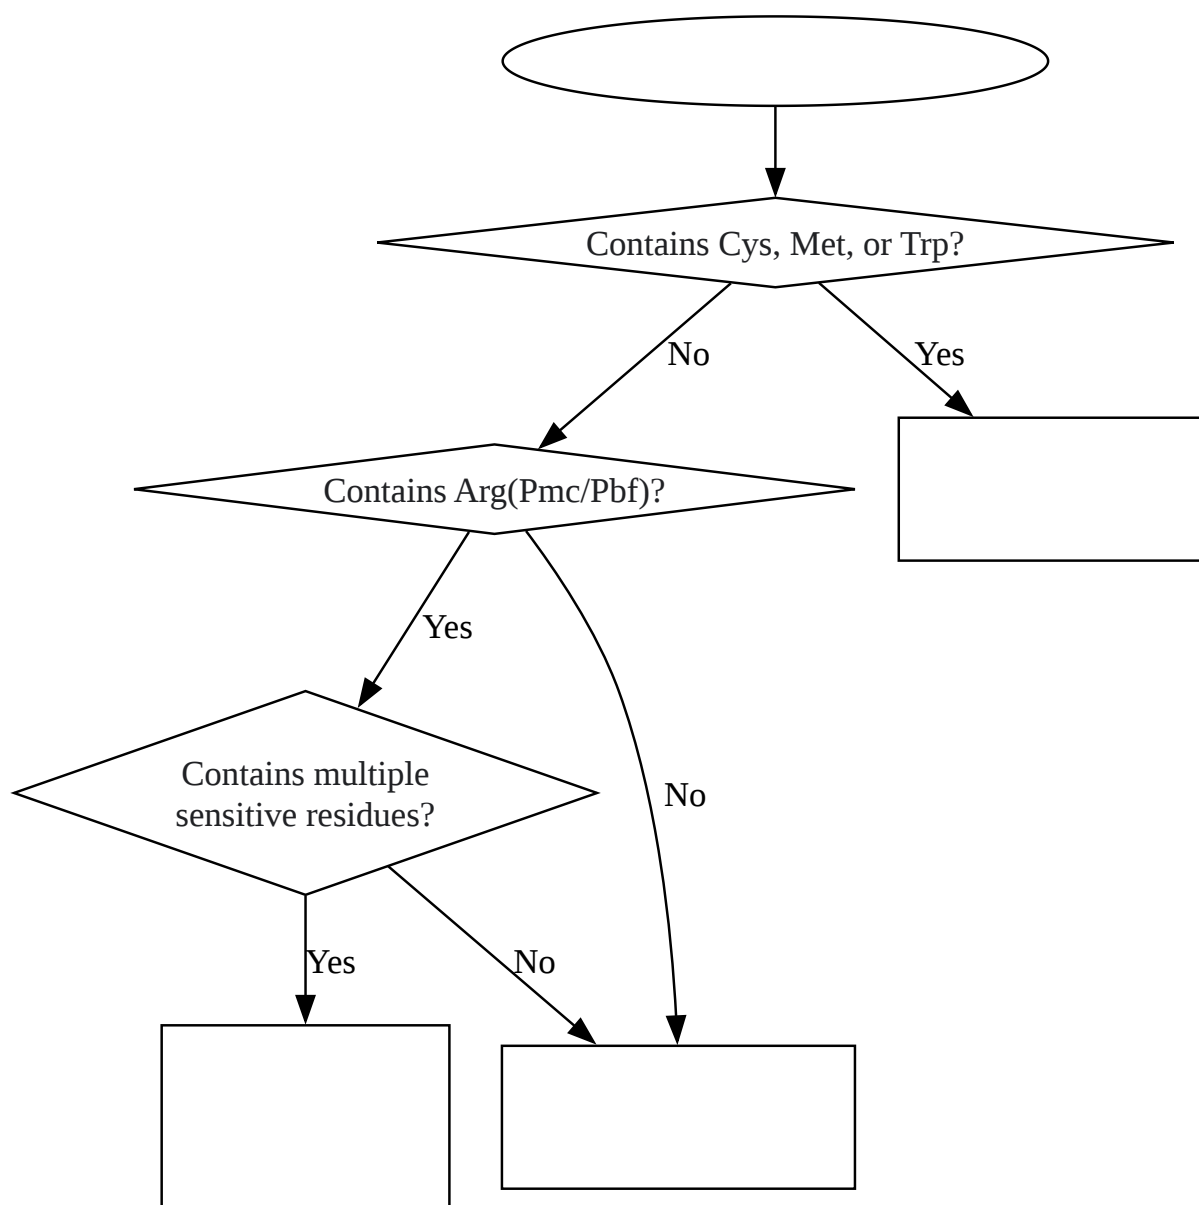 Contains Cys, Met, or Trp?
No
Yes
Contains Arg(Pmc/Pbf)?
Yes
Contains multiple
sensitive residues?
No
Yes
No